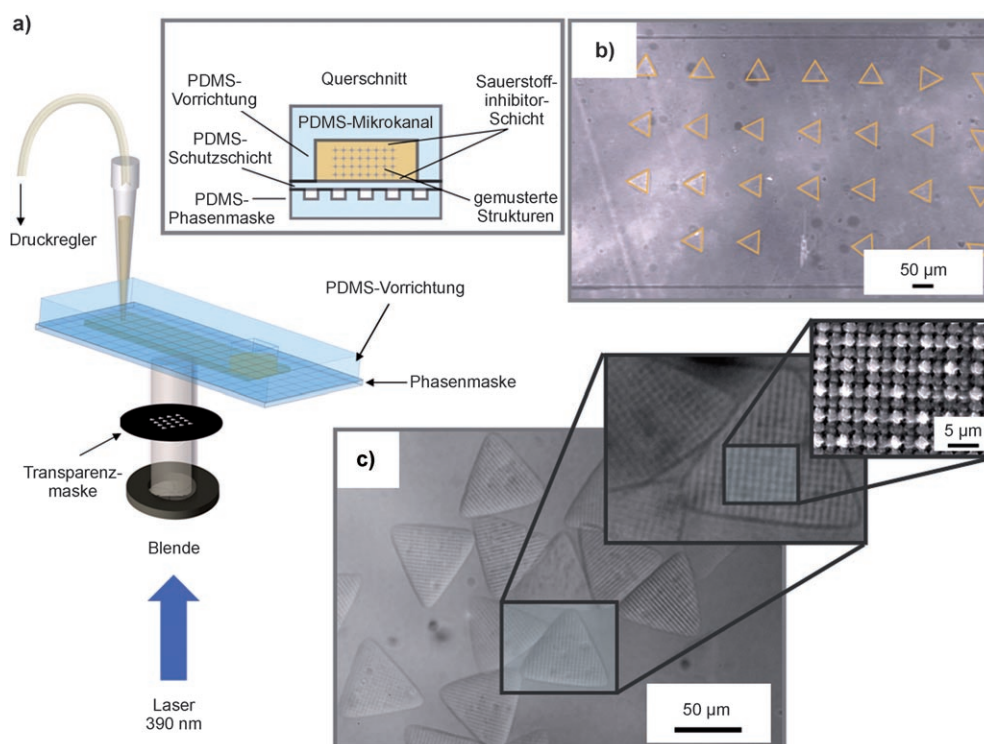 a)
Druckregler
Querschnitt
PDMS-
Vorrichtung
PDMS-
Schutzschicht
PDMS-
Phasenmaske
PDMS-Mikrokanal
Sauerstoff-
inhibitor-
Schicht
gemusterte
Strukturen
PDMS-Vorrichtung
Phasenmaske
Transparenz-
maske
Blende
Laser
390 nm
b)
50 µm
c)
50 µm
5 µm